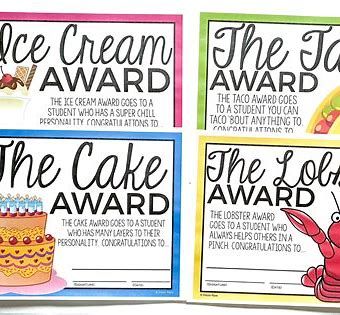 Ice Cream
AWARD
THE ICE CREAM AWARD GOES TO A
STUDENT WHO HAS A SUPER CHILL
PERSONALITY. CONGRATULATIONS TO...
The Ta
AWARD
THE TACO AWARD GOES
TO A STUDENT YOU CAN
TACO 'BOUT ANYTHING TO.
CONGRATULATIONS TO
The Cake
AWARD
THE CAKE AWARD GOES TO A STUDENT
WHO HAS MANY LAYERS TO THEIR
PERSONALITY. CONGRATULATIONS TO...
(SIGNATURE) (DATE)
The Lobs
AWARD
THE LOBSTER AWARD
GOES TO A STUDENT WHO
ALWAYS HELPS OTHERS IN A
PINCH. CONGRATULATIONS TO...
(SIGNATURE) (DATE)